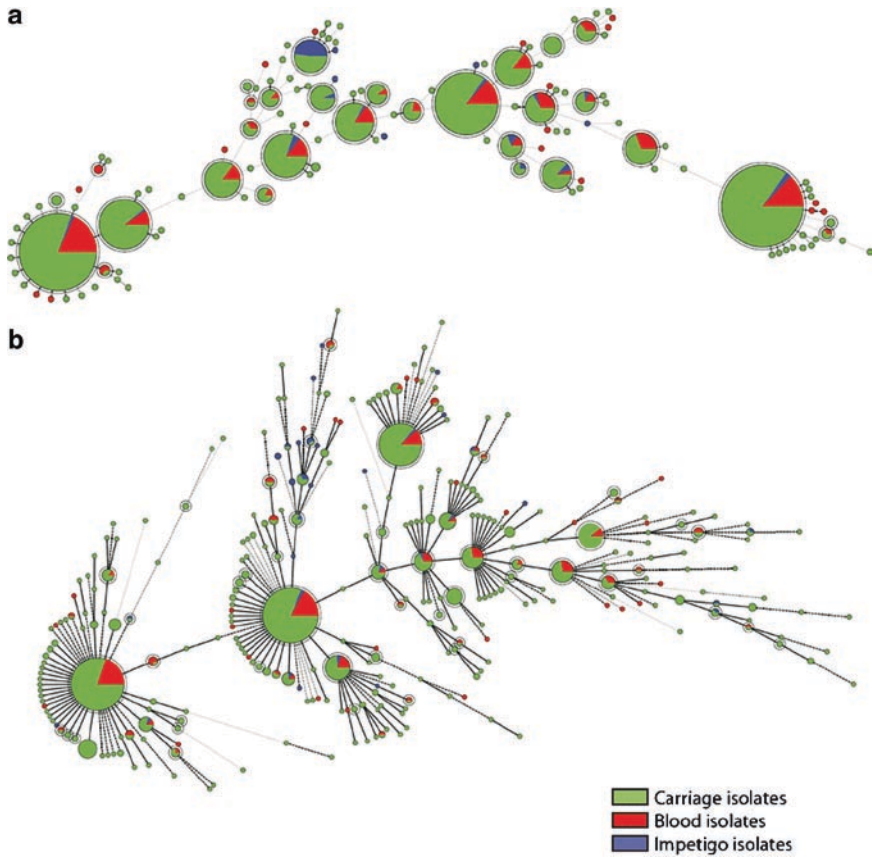 a
b
Carriage isolates
Blood isolates
Impetigo isolates